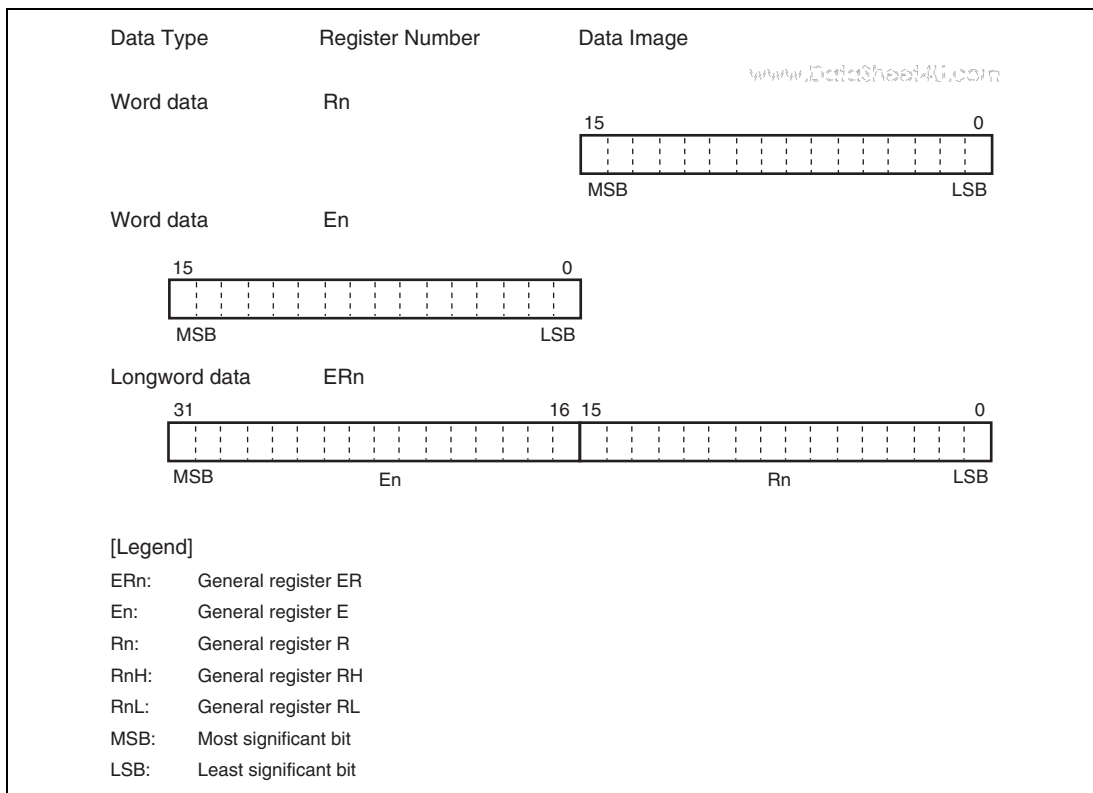 Data Type Register Number Data Image
www.DataSheet4U.com
Word data Rn
15 0
MSB LSB
Word data En
15 0
MSB LSB
Longword data ERn
31 16 15 0
MSB En Rn LSB
[Legend]
ERn: General register ER
En: General register E
Rn: General register R
RnH: General register RH
RnL: General register RL
MSB: Most significant bit
LSB: Least significant bit